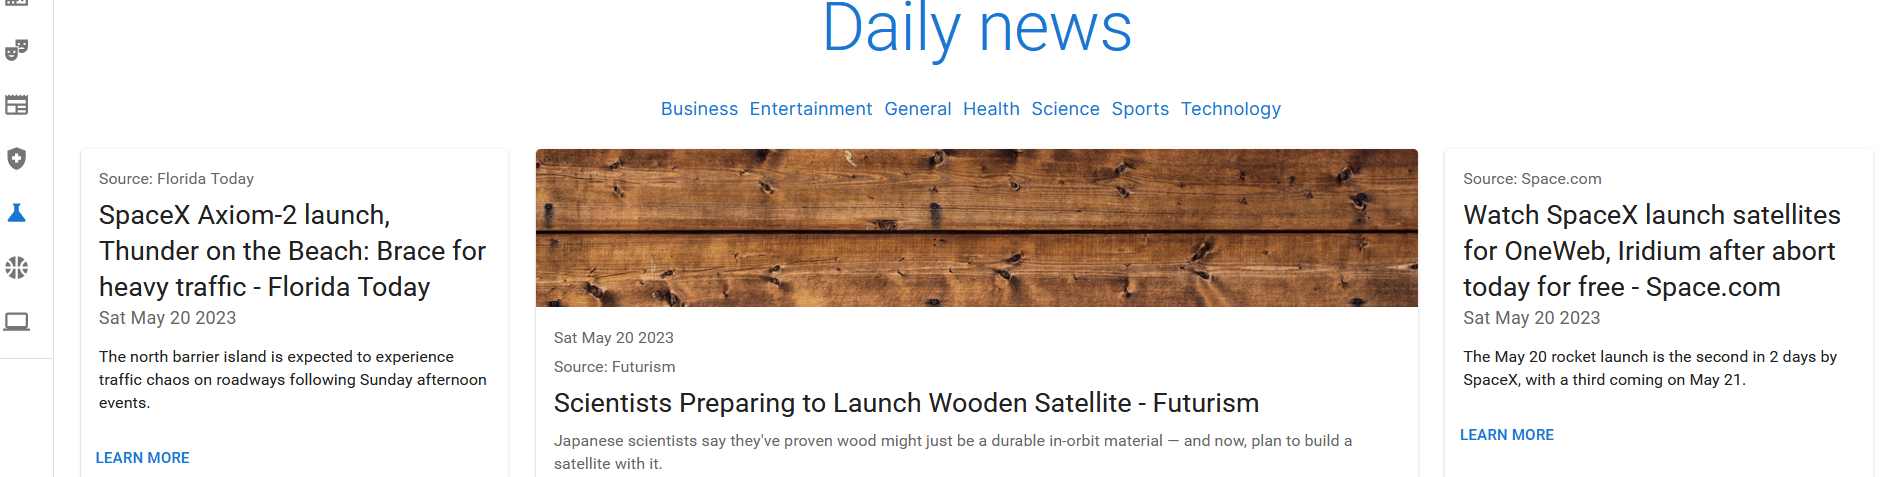 Daily news
Business Entertainment General Health Science Sports Technology
Source: Florida Today
SpaceX Axiom-2 launch,
Thunder on the Beach: Brace for
heavy traffic - Florida Today
Sat May 20 2023
The north barrier island is expected to experience
traffic chaos on roadways following Sunday afternoon
events.
LEARN MORE
Sat May 20 2023
Source: Futurism
Scientists Preparing to Launch Wooden Satellite - Futurism
Japanese scientists say they've proven wood might just be a durable in-orbit material — and now, plan to build a
satellite with it.
Source: Space.com
Watch SpaceX launch satellites
for OneWeb, Iridium after abort
today for free - Space.com
Sat May 20 2023
The May 20 rocket launch is the second in 2 days by
SpaceX, with a third coming on May 21.
LEARN MORE